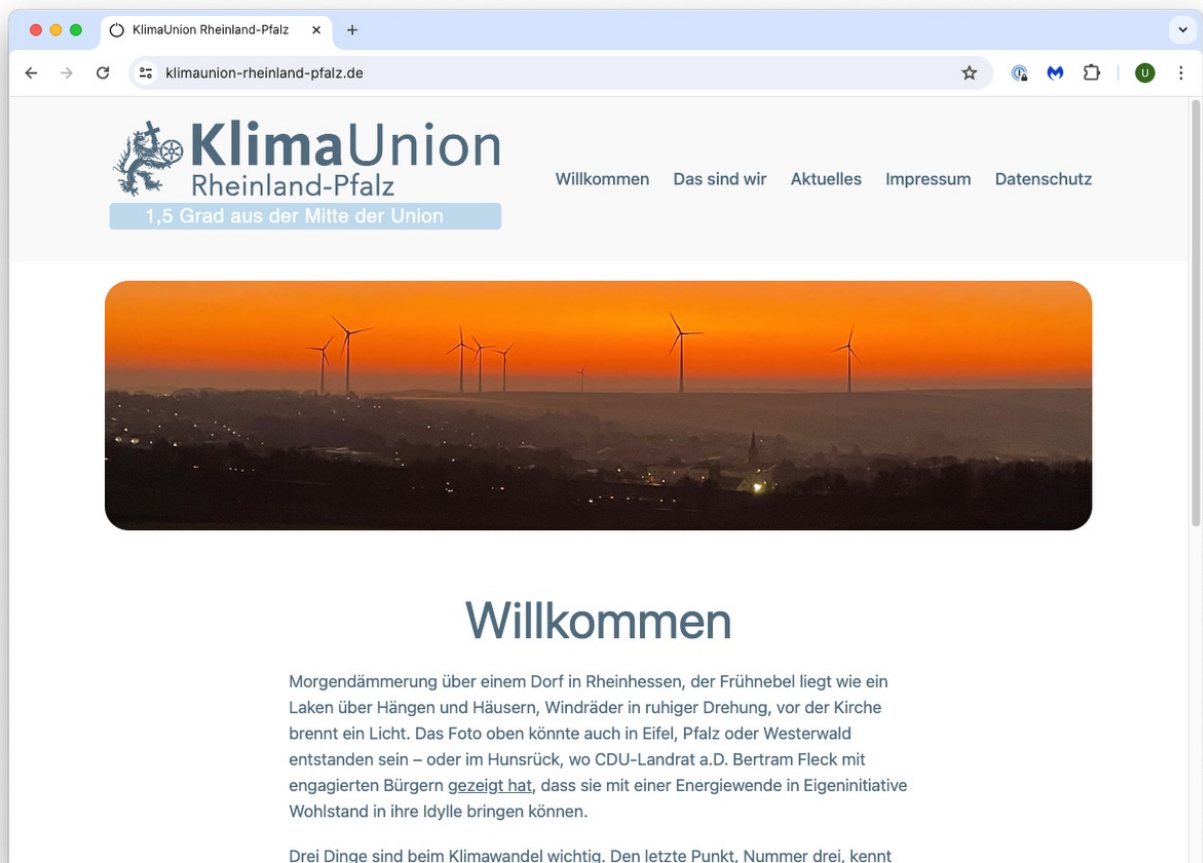 KlimaUnion Rheinland-Pfalz
klimaunion-rheinland-pfalz.de
U
KlimaUnion
Rheinland-Pfalz
1,5 Grad aus der Mitte der Union
Willkommen Das sind wir Aktuelles Impressum Datenschutz
Willkommen
Morgendämmerung über einem Dorf in Rheinhessen, der Frühnebel liegt wie ein
Laken über Hängen und Häusern, Windräder in ruhiger Drehung, vor der Kirche
brennt ein Licht. Das Foto oben könnte auch in Eifel, Pfalz oder Westerwald
entstanden sein – oder im Hunsrück, wo CDU-Landrat a.D. Bertram Fleck mit
engagierten Bürgern gezeigt hat, dass sie mit einer Energiewende in Eigeninitiative
Wohlstand in ihre Idylle bringen können.
Drei Dinge sind beim Klimawandel wichtig. Den letzte Punkt, Nummer drei, kennt